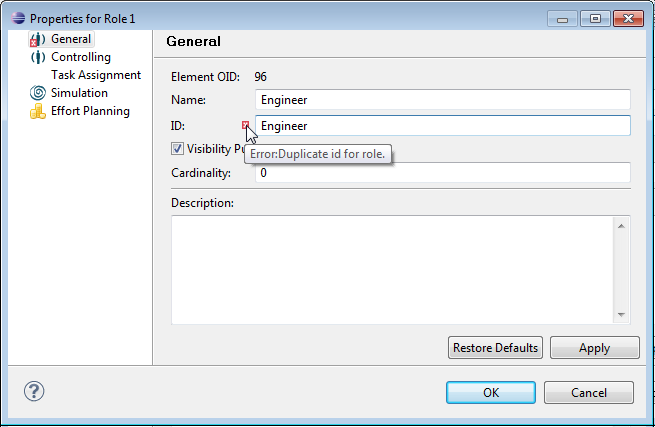 Properties for Role 1
General
Controlling
Task Assignment
Simulation
Effort Planning
General
Element OID: 96
Name: Engineer
ID: Engineer
Visibility Pu
Error:Duplicate id for role.
Cardinality: 0
Description:
Restore Defaults Apply
? OK Cancel